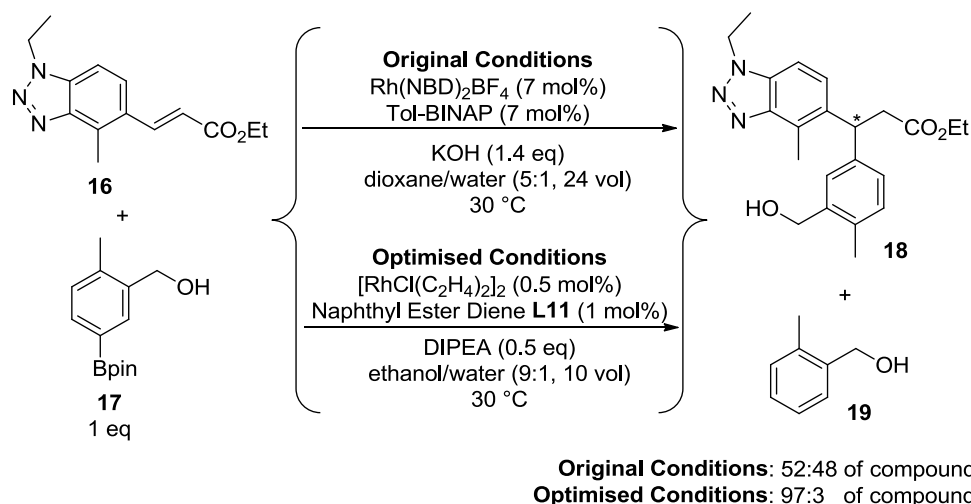 N
N
N
CO2Et
16
+
OH
Bpin
17
1 eq
Original Conditions
Rh(NBD)2BF4 (7 mol%)
Tol-BINAP (7 mol%)
KOH (1.4 eq)
dioxane/water (5:1, 24 vol)
30 °C
Optimised Conditions
[RhCl(C2H4)2]2 (0.5 mol%)
Naphthyl Ester Diene L11 (1 mol%)
DIPEA (0.5 eq)
ethanol/water (9:1, 10 vol)
30 °C
N
N
N
*
CO2Et
HO
18
+
OH
19
Original Conditions: 52:48 of compound
Optimised Conditions: 97:3 of compound